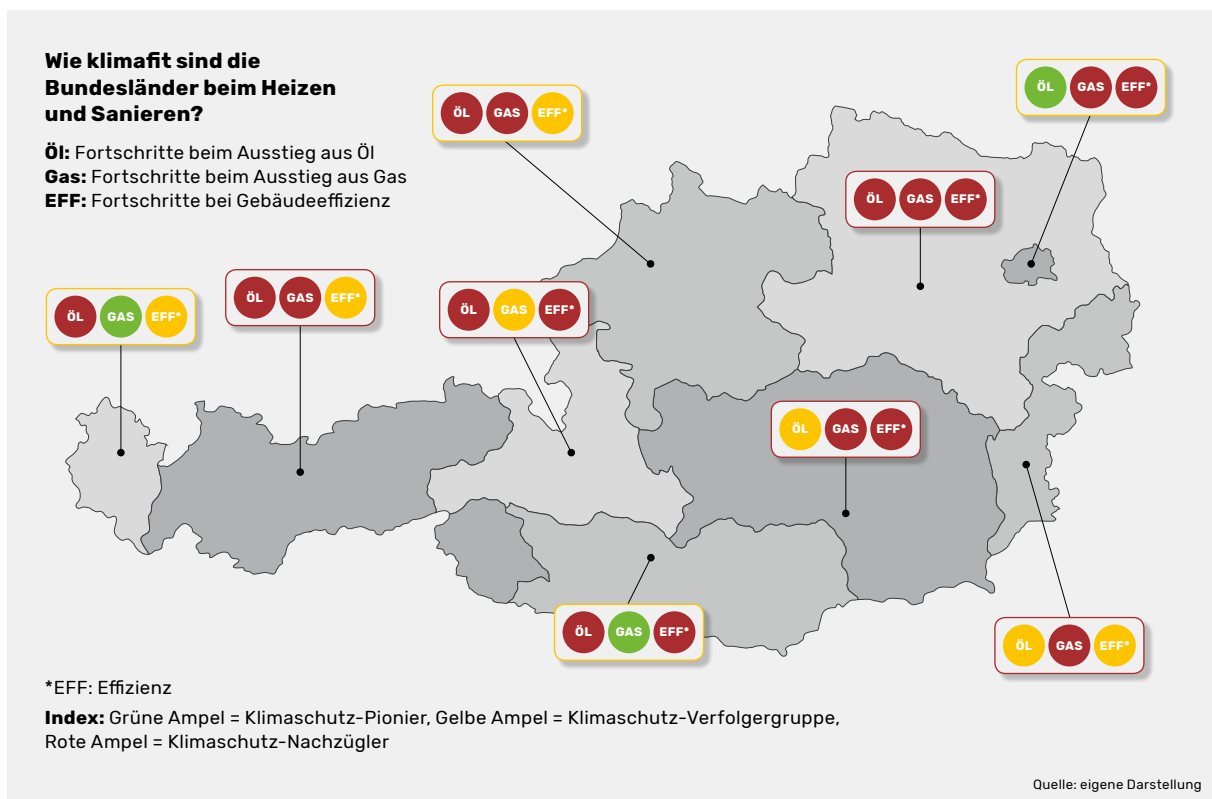 Wie klimafit sind die
Bundesländer beim Heizen
und Sanieren?
Öl: Fortschritte beim Ausstieg aus Öl
Gas: Fortschritte beim Ausstieg aus Gas
EFF: Fortschritte bei Gebäudeeffizienz
ÖL GAS EFF*
ÖL GAS EFF*
ÖL GAS EFF*
ÖL GAS EFF*
ÖL GAS EFF*
ÖL GAS EFF*
ÖL GAS EFF*
ÖL GAS EFF*
ÖL GAS EFF*
*EFF: Effizienz
Index: Grüne Ampel = Klimaschutz-Pionier, Gelbe Ampel = Klimaschutz-Verfolgergruppe,
Rote Ampel = Klimaschutz-Nachzügler
Quelle: eigene Darstellung